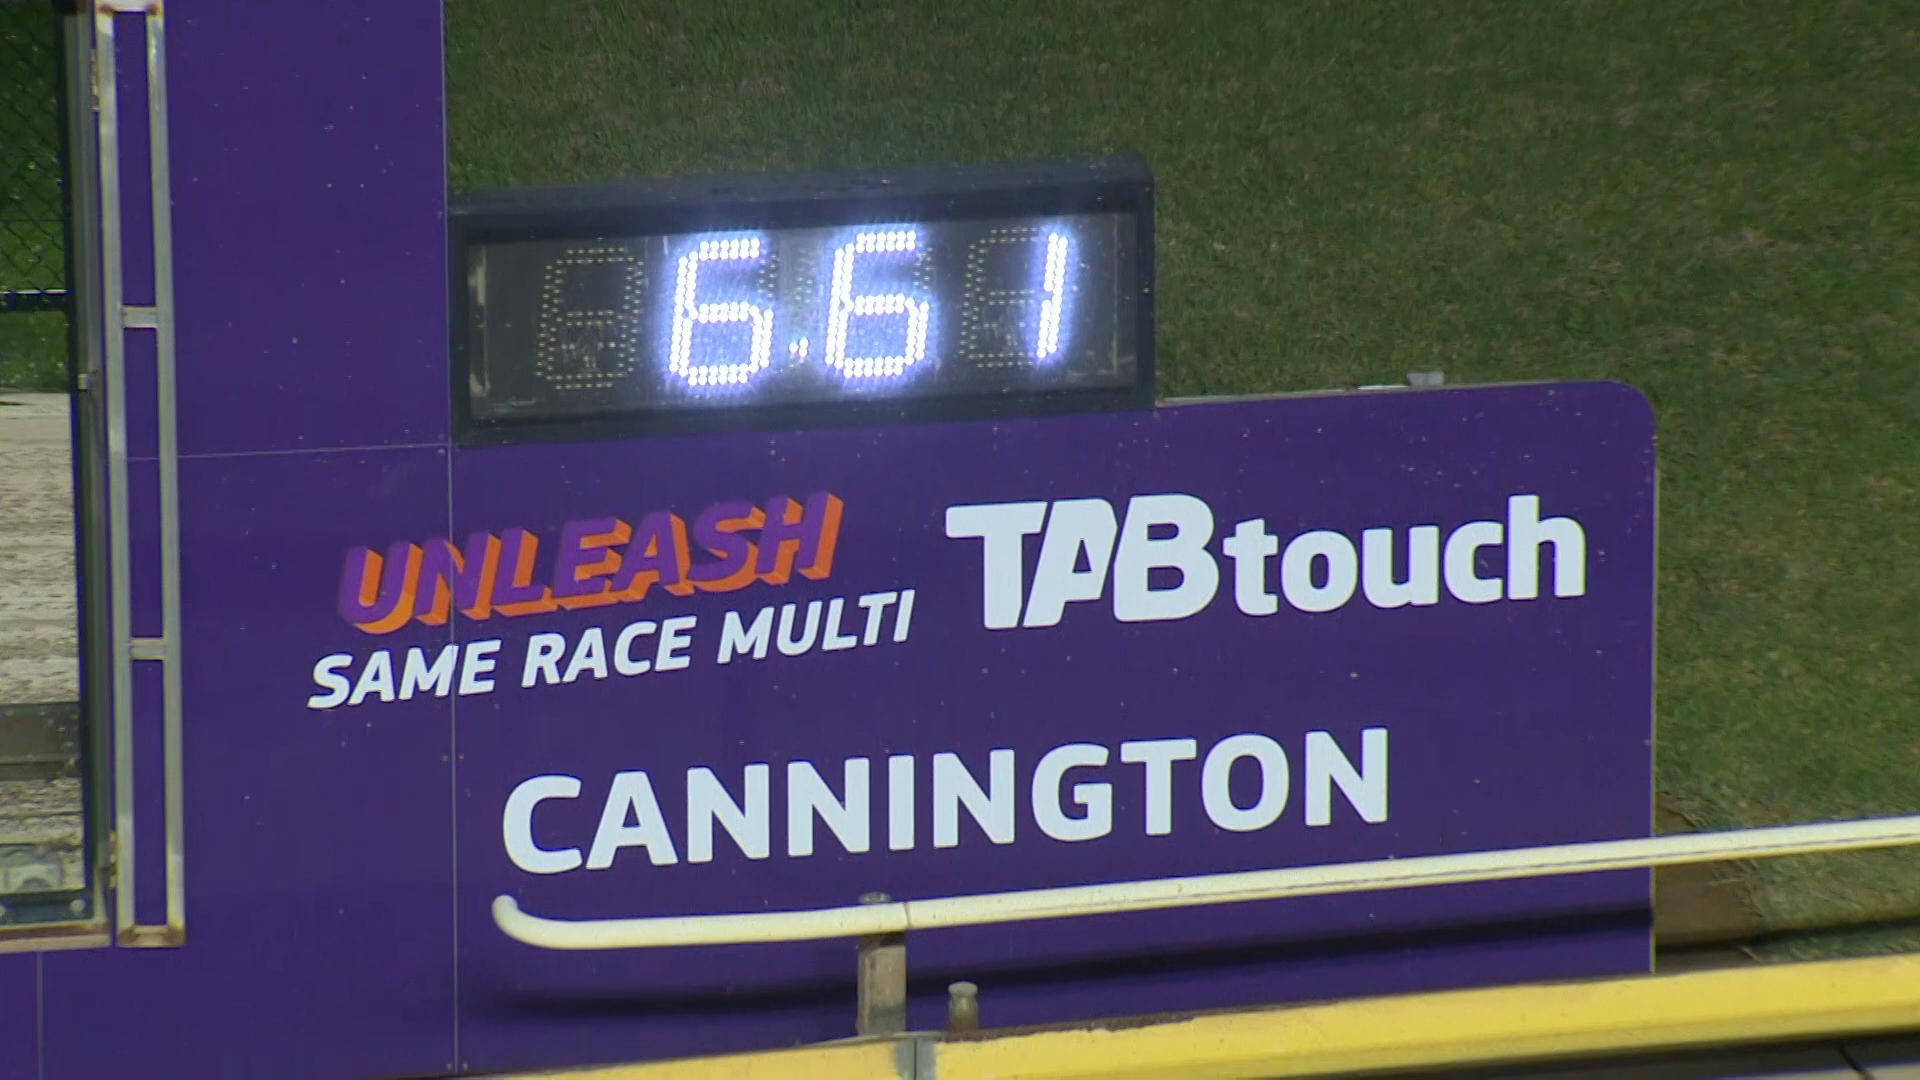 6.61
UNLEASH
SAME RACE MULTI
TABtouch
CANNINGTON